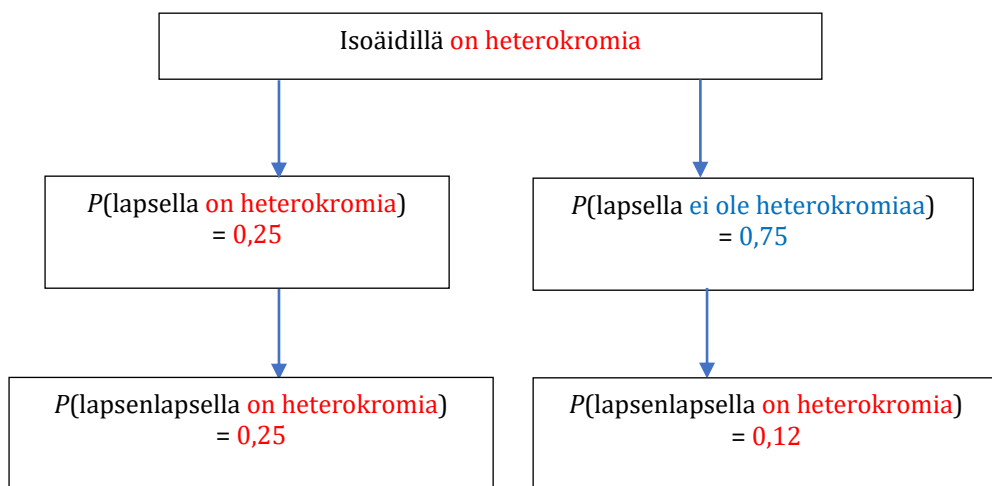 Isoäidillä on heterokromia
P(lapsella on heterokromia)
= 0,25
P(lapsella ei ole heterokromiaa)
= 0,75
P(lapsenlapsella on heterokromia)
= 0,25
P(lapsenlapsella on heterokromia)
= 0,12